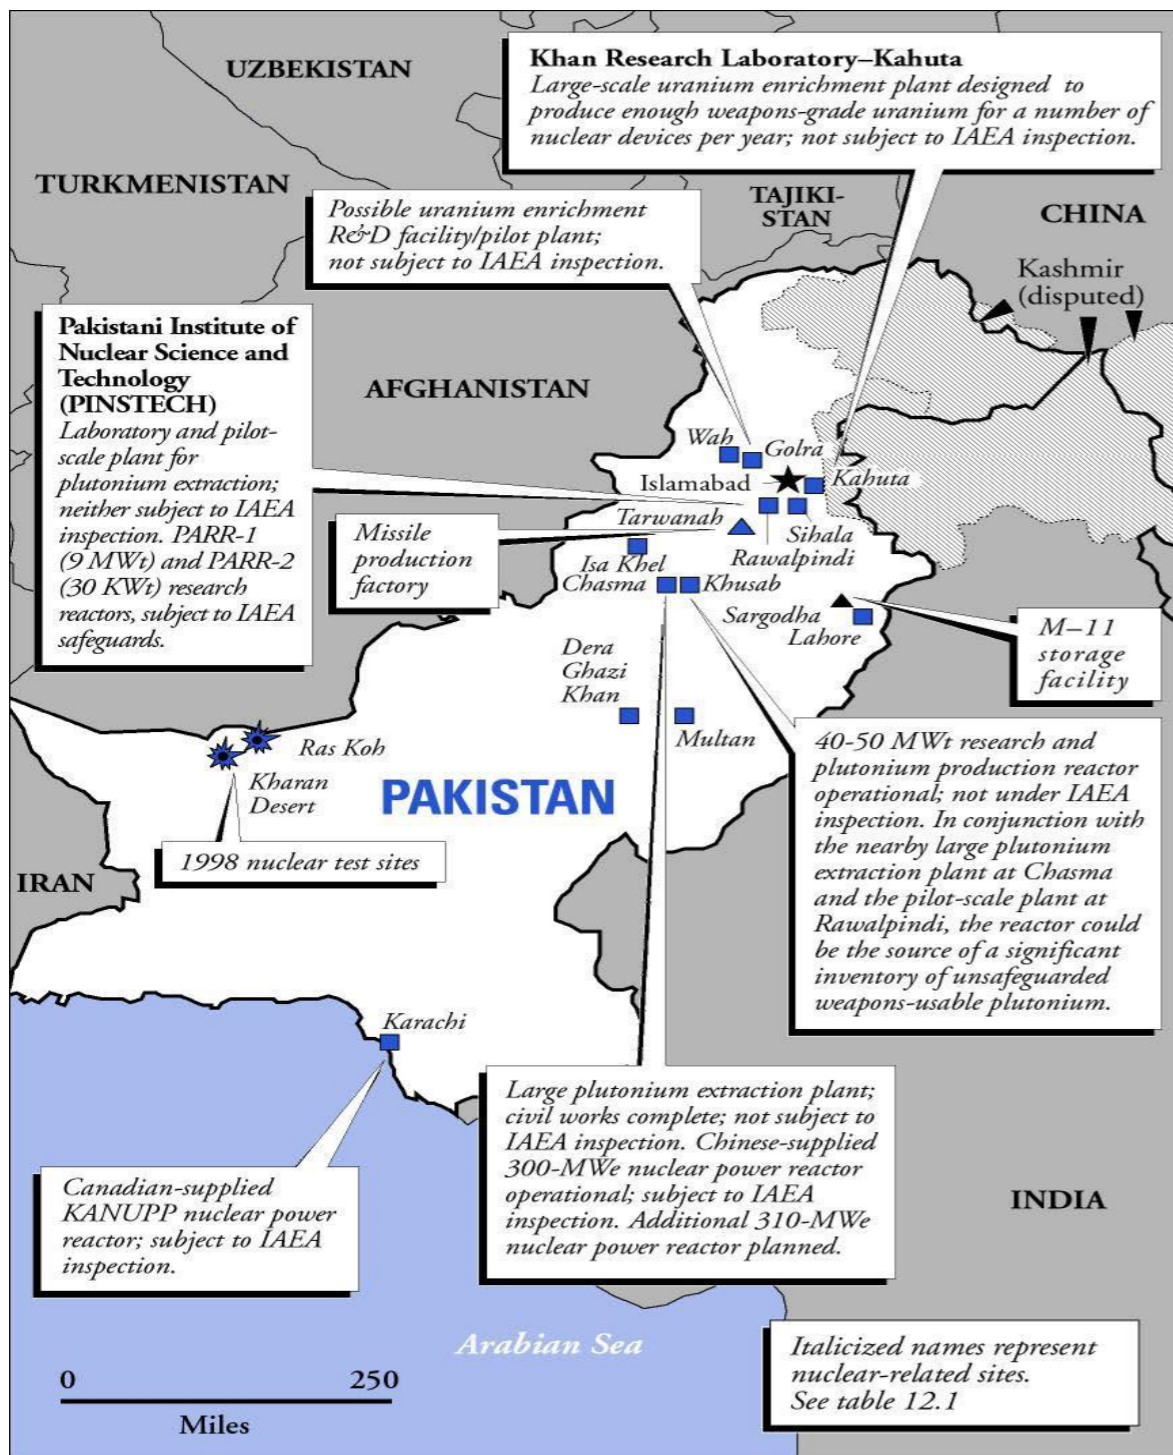 UZBEKISTAN
Khan Research Laboratory–Kahuta
Large-scale uranium enrichment plant designed to
produce enough weapons-grade uranium for a number of
nuclear devices per year; not subject to IAEA inspection.
TURKMENISTAN
TAJIKI-
STAN
CHINA
Possible uranium enrichment
R&D facility/pilot plant;
not subject to IAEA inspection.
Kashmir
(disputed)
Pakistani Institute of
Nuclear Science and
Technology
(PINSTECH)
Laboratory and pilot-
scale plant for
plutonium extraction;
neither subject to IAEA
inspection. PARR-1
(9 MWt) and PARR-2
(30 KWt) research
reactors, subject to IAEA
safeguards.
AFGHANISTAN
Wah
Golra
Islamabad
Kahuta
Tarwanah
Sihala
Rawalpindi
Missile
production
factory
Isa Khel
Chasma
Khusab
Sargodha
Lahore
M–11
storage
facility
Dera
Ghazi
Khan
Multan
Ras Koh
Kharan
Desert
PAKISTAN
1998 nuclear test sites
IRAN
40-50 MWt research and
plutonium production reactor
operational; not under IAEA
inspection. In conjunction with
the nearby large plutonium
extraction plant at Chasma
and the pilot-scale plant at
Rawalpindi, the reactor could
be the source of a significant
inventory of unsafeguarded
weapons-usable plutonium.
Karachi
Large plutonium extraction plant;
civil works complete; not subject to
IAEA inspection. Chinese-supplied
300-MWe nuclear power reactor
operational; subject to IAEA
inspection. Additional 310-MWe
nuclear power reactor planned.
Canadian-supplied
KANUPP nuclear power
reactor; subject to IAEA
inspection.
INDIA
Arabian Sea
Italicized names represent
nuclear-related sites.
See table 12.1
0 250
Miles